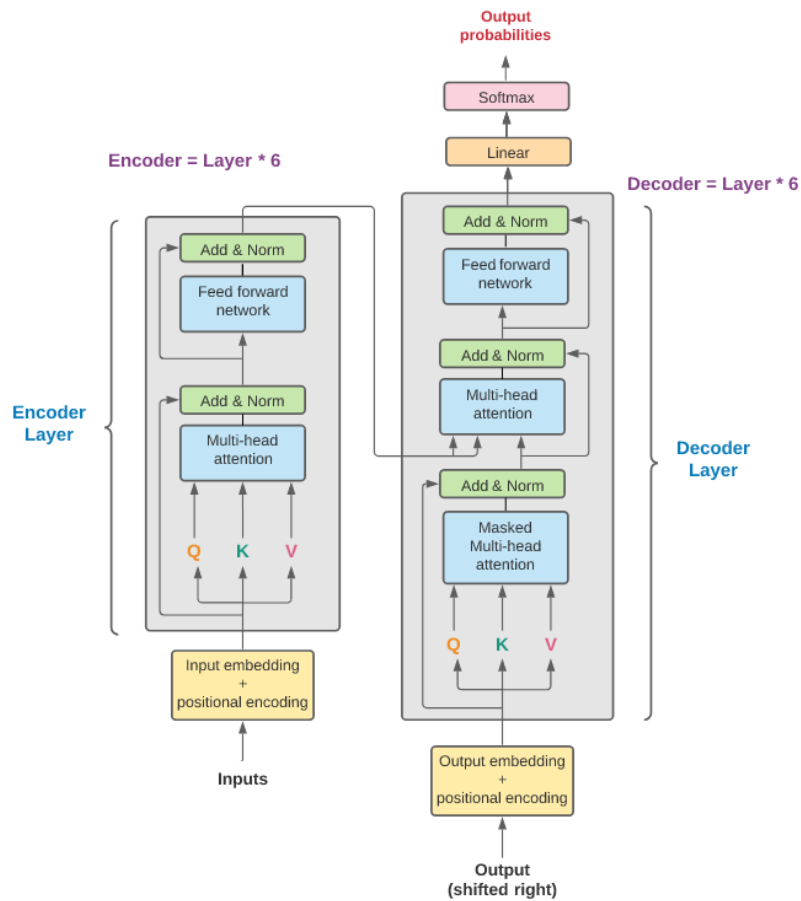 Output
probabilities
Softmax
Linear
Encoder = Layer * 6
Decoder = Layer * 6
Add & Norm
Feed forward
network
Add & Norm
Multi-head
attention
Q K V
Encoder
Layer
Input embedding
+
positional encoding
Inputs
Add & Norm
Feed forward
network
Add & Norm
Multi-head
attention
Add & Norm
Masked
Multi-head
attention
Q K V
Decoder
Layer
Output embedding
+
positional encoding
Output
(shifted right)